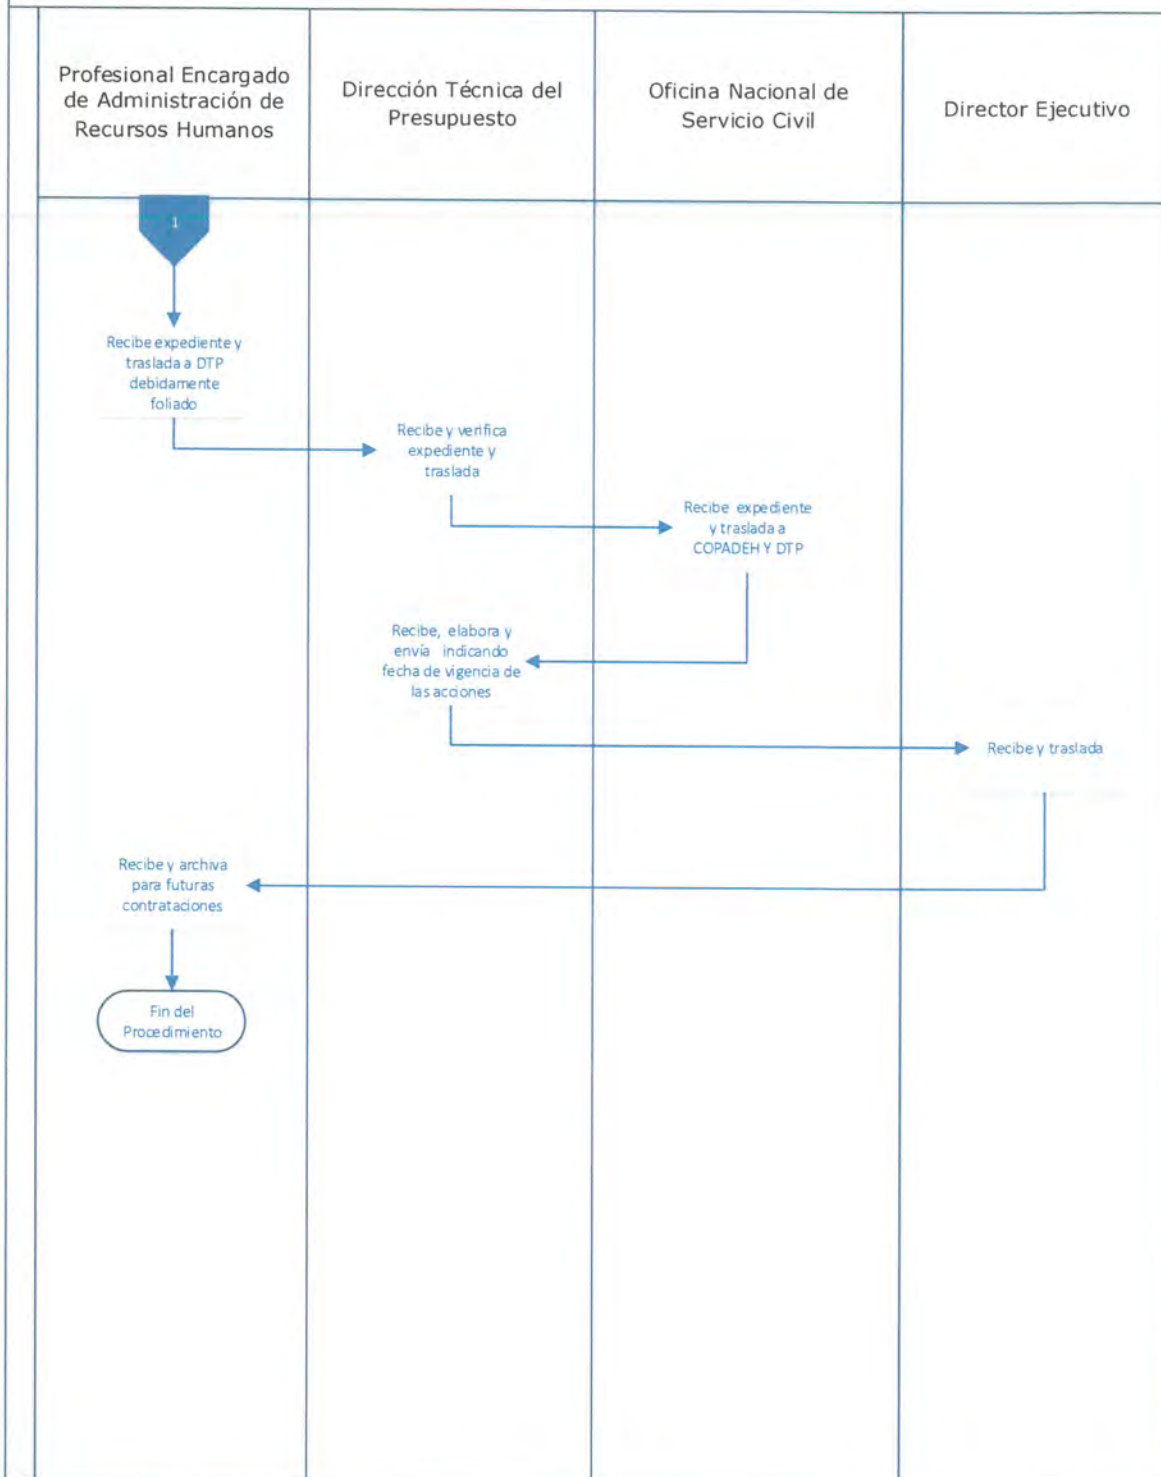 Profesional Encargado
de Administración de
Recursos Humanos
Dirección Técnica del
Presupuesto
Oficina Nacional de
Servicio Civil
Director Ejecutivo
1
Recibe expediente y
traslada a DTP
debidamente
foliado
Recibe y verifica
expediente y
traslada
Recibe expediente
y traslada a
COPADEH Y DTP
Recibe, elabora y
envía indicando
fecha de vigencia de
las acciones
Recibe y traslada
Recibe y archiva
para futuras
contrataciones
Fin del
Procedimiento